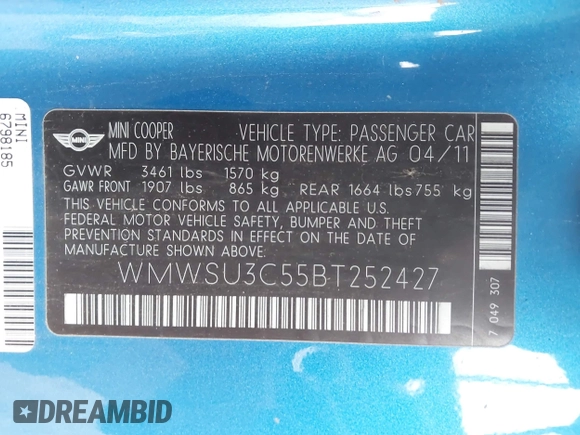 MINI
6798185
MINI
MINI COOPER VEHICLE TYPE: PASSENGER CAR
MFD BY BAYERISCHE MOTORENWERKE AG 04/11
GVWR 3461 lbs 1570 kg
GAWR FRONT 1907 lbs 865 kg REAR 1664 lbs 755 kg
THIS VEHICLE CONFORMS TO ALL APPLICABLE U.S.
FEDERAL MOTOR VEHICLE SAFETY, BUMPER AND THEFT
PREVENTION STANDARDS IN EFFECT ON THE DATE OF
MANUFACTURE SHOWN ABOVE:
WMWSU3C55BT252427
7 049 307
DREAMBID